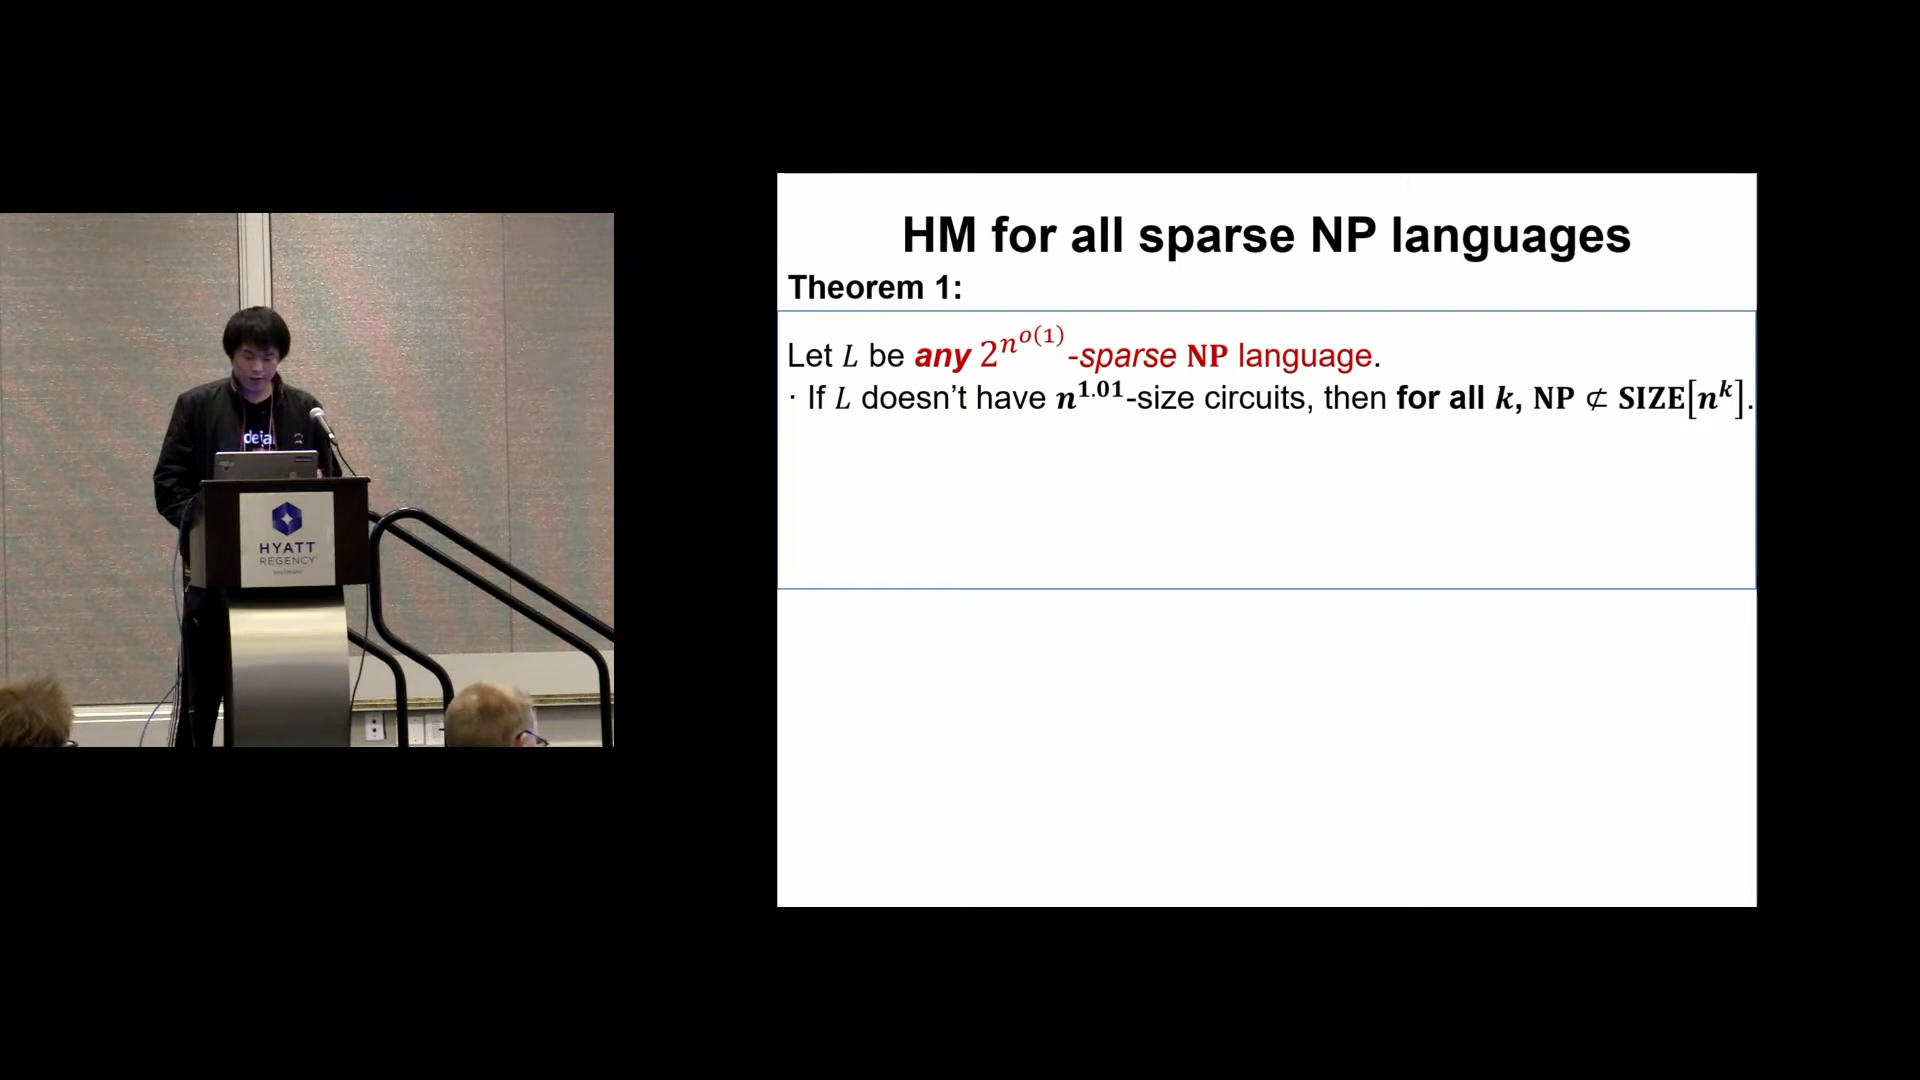 HM for all sparse NP languages
Theorem 1:
Let L be any 2^{n^{o(1)}}-sparse NP language.
· If L doesn’t have n^{1.01}-size circuits, then for all k, NP ⊄ SIZE[n^k].
deja
HYATT
REGENCY